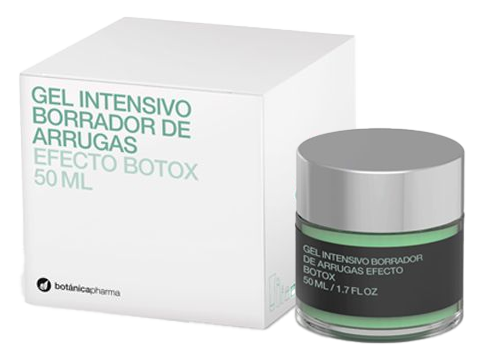 GEL INTENSIVO
BORRADOR DE
ARRUGAS
EFECTO BOTOX
50 ML
botánicapharma
GEL INTENSIVO BORRADOR
DE ARRUGAS EFECTO
BOTOX
50 ML / 1.7 FL OZ